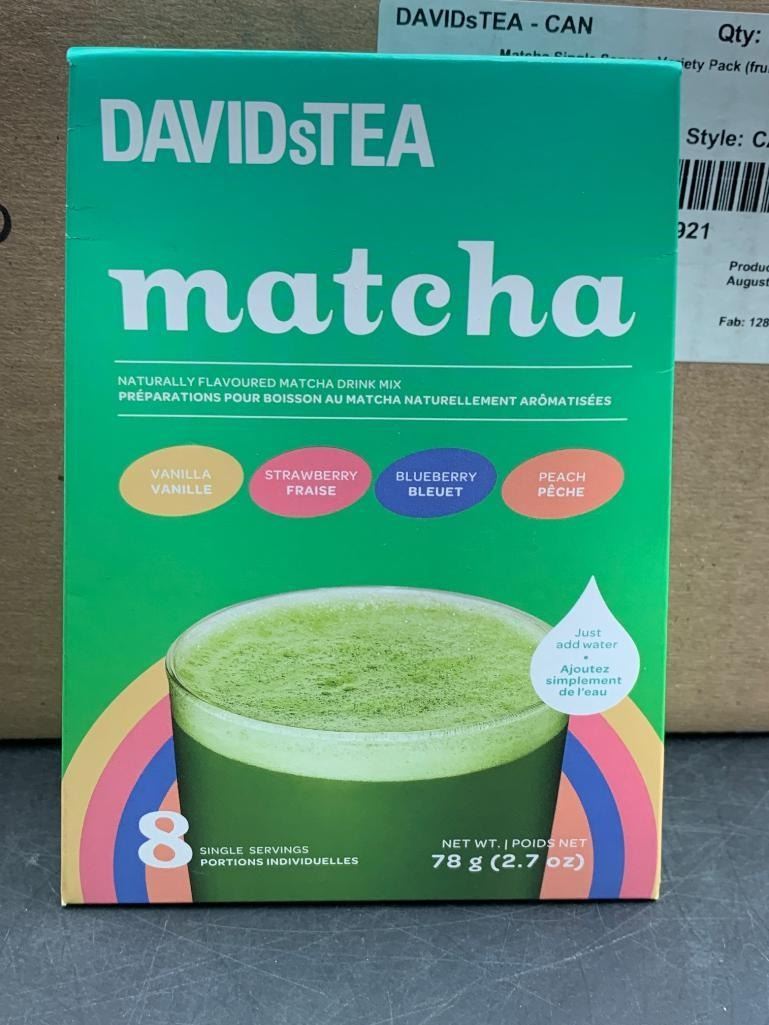 DAVIDsTEA - CAN
Qty:
Pack (fru
Style: C
921
August
Fab: 128
DAVIDsTEA
matcha
NATURALLY FLAVOURED MATCHA DRINK MIX
PRÉPARATIONS POUR BOISSON AU MATCHA NATURELLEMENT ARÔMATISÉES
VANILLA
VANILLE
STRAWBERRY
FRAISE
BLUEBERRY
BLEUET
PEACH
PÊCHE
Just
add water
•
Ajoutez
simplement
de l'eau
8 SINGLE SERVINGS
PORTIONS INDIVIDUELLES
NET WT. | POIDS NET
78 g (2.7 oz)